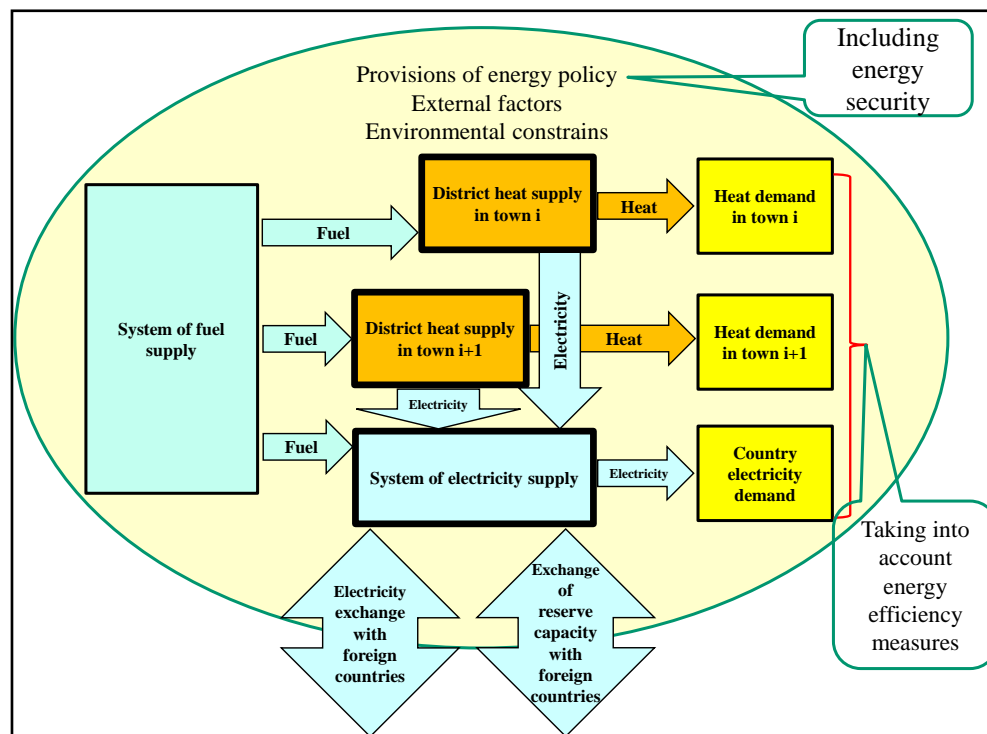 Including
energy
security
Provisions of energy policy
External factors
Environmental constrains
System of fuel
supply
Fuel
District heat supply
in town i
Heat
Heat demand
in town i
Fuel
District heat supply
in town i+1
Electricity
Heat
Heat demand
in town i+1
Electricity
Fuel
System of electricity supply
Electricity
Country
electricity
demand
Taking into
account
energy
efficiency
measures
Electricity
exchange
with
foreign
countries
Exchange
of
reserve
capacity
with
foreign
countries